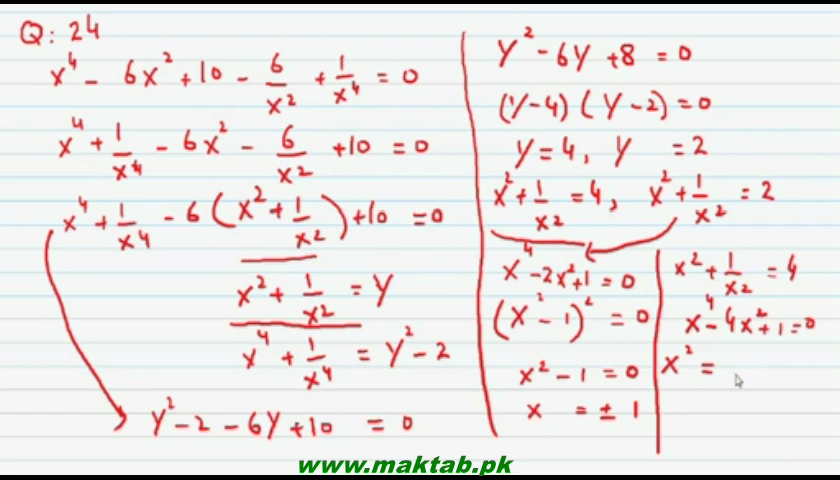 Q: 24
x⁴ - 6x² + 10 - 6/x² + 1/x⁴ = 0
x⁴ + 1/x⁴ - 6x² - 6/x² + 10 = 0
x⁴ + 1/x⁴ - 6(x² + 1/x²) + 10 = 0
x² + 1/x² = y
x⁴ + 1/x⁴ = y² - 2
y² - 2 - 6y + 10 = 0
y² - 6y + 8 = 0
(y - 4)(y - 2) = 0
y = 4, y = 2
x² + 1/x² = 4, x² + 1/x² = 2
x⁴ - 2x² + 1 = 0
(x² - 1)² = 0
x² - 1 = 0
x = ± 1
x² + 1/x² = 4
x⁴ - 4x² + 1 = 0
x² =
www.maktab.pk